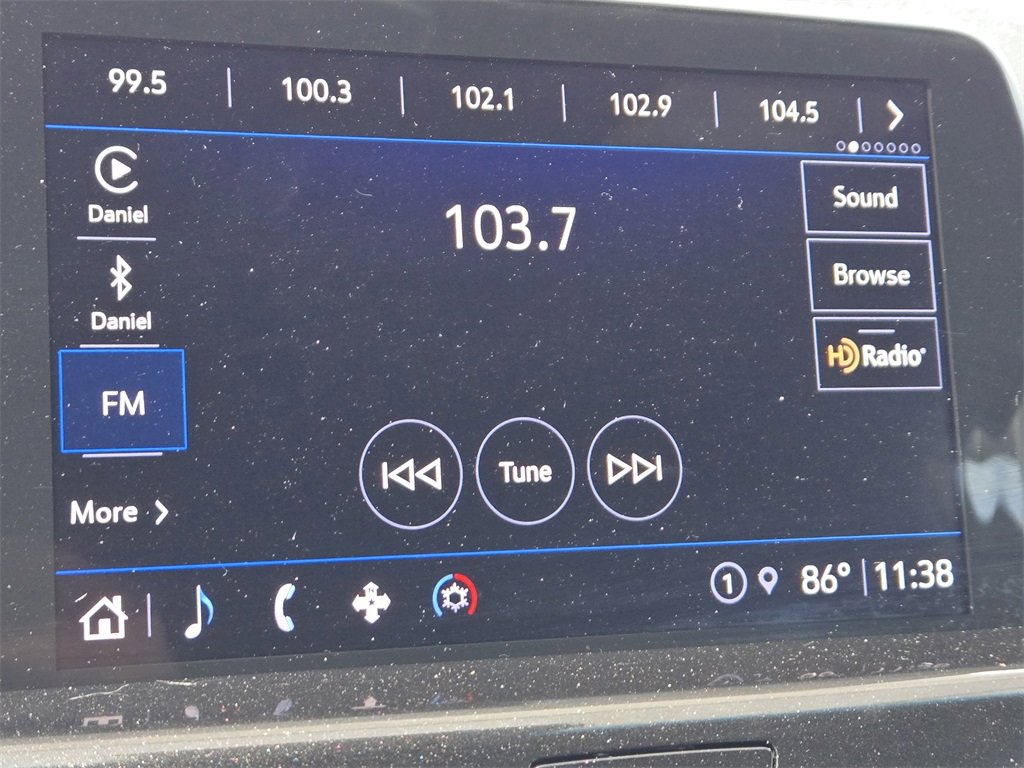 99.5 100.3 102.1 102.9 104.5
Daniel
103.7
Sound
Daniel
Browse
FM
HD Radio
Tune
More
1 86° 11:38